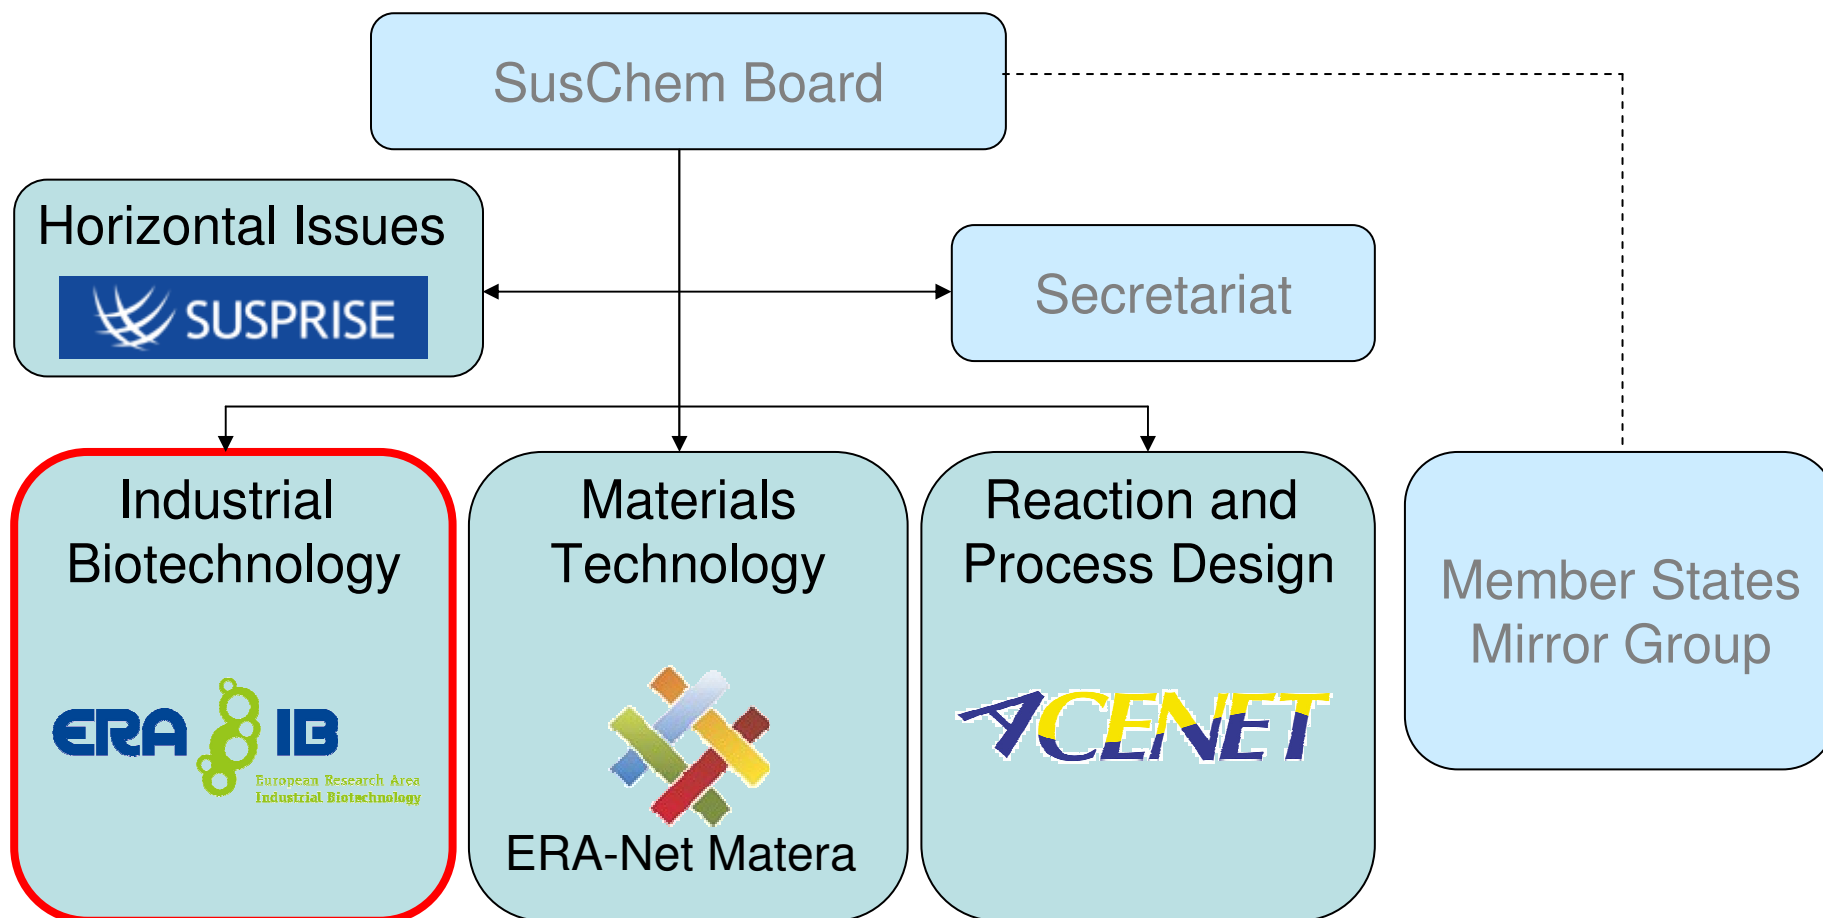 SusChem Board
Horizontal Issues
SUSPRISE
Secretariat
Industrial
Biotechnology
ERA IB
European Research Area
Industrial Biotechnology
Materials
Technology
ERA-Net Matera
Reaction and
Process Design
ACENET
Member States
Mirror Group